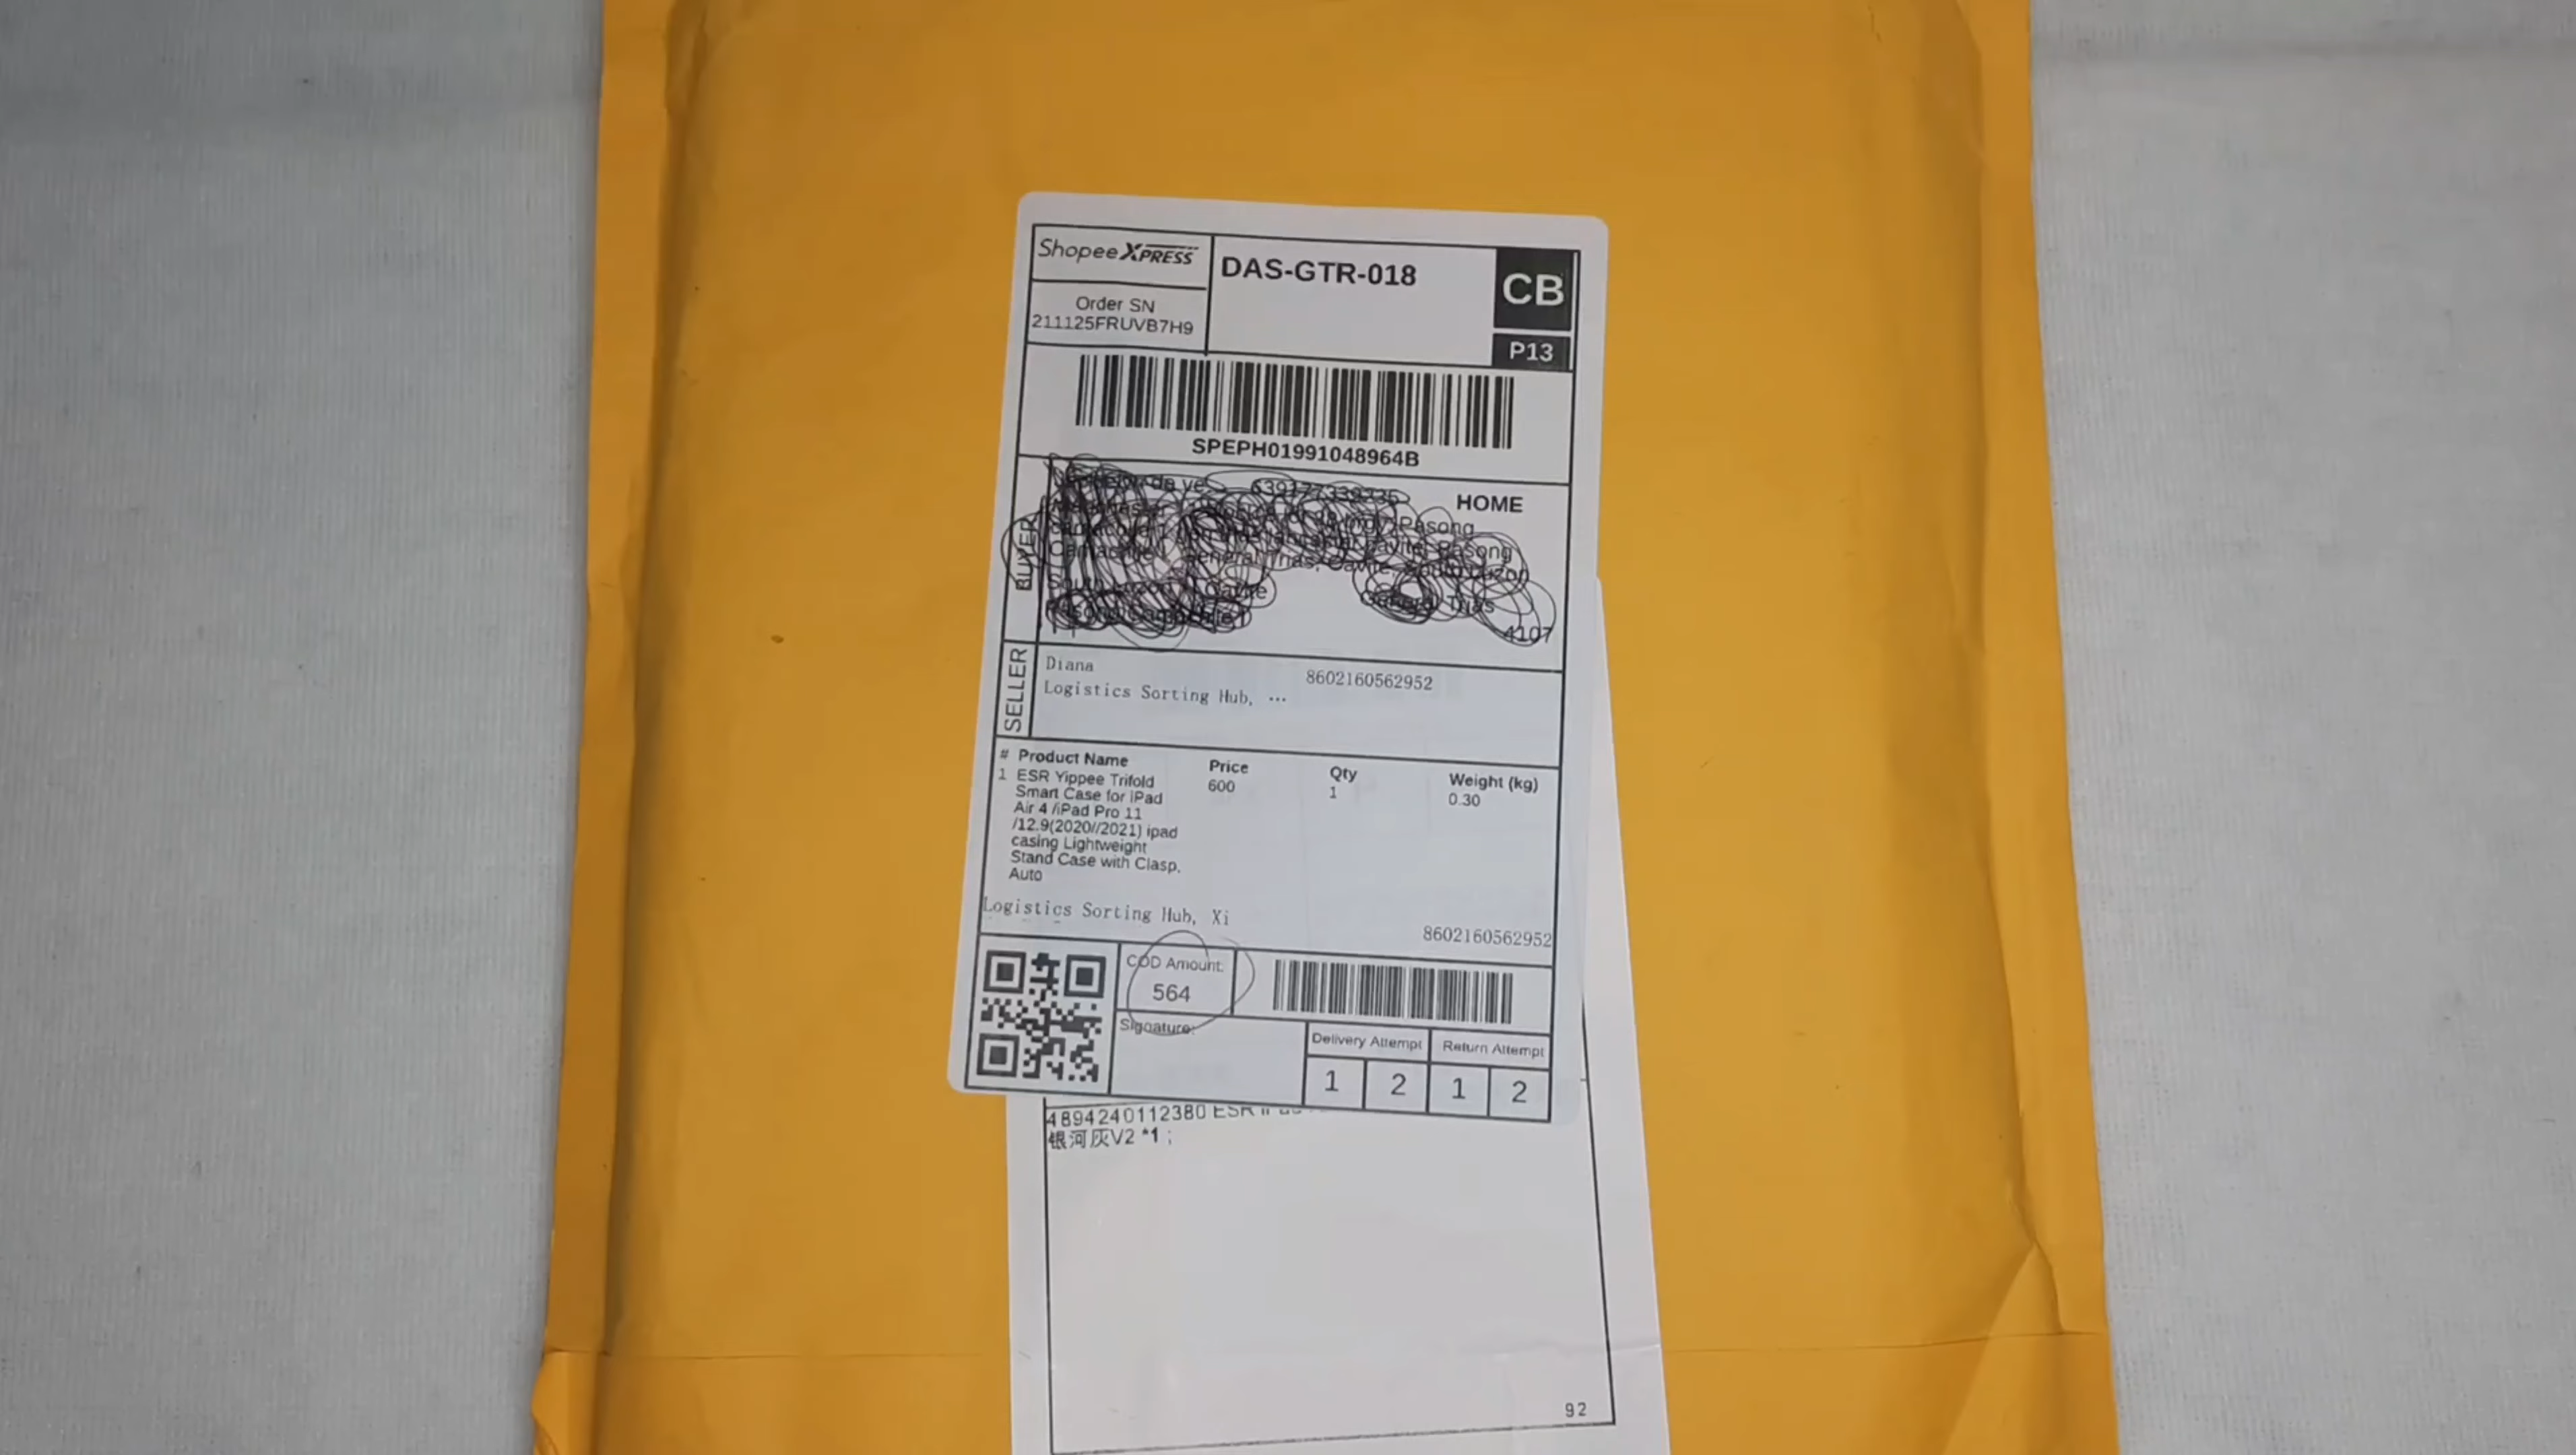 Shopee XPRESS
DAS-GTR-018
CB
Order SN
211125FRUVB7H9
P13
SPEPH01991048964B
HOME
BUYER
SELLER
Diana
8602160562952
Logistics Sorting Hub, ...
# Product Name Price Qty Weight (kg)
1 ESR Yippee Trifold 600 1 0.30
Smart Case for iPad
Air 4 /iPad Pro 11
/12.9(2020//2021) ipad
casing Lightweight
Stand Case with Clasp,
Auto
Logistics Sorting Hub, Xi
8602160562952
COD Amount:
564
Signature:
Delivery Attempt Return Attempt
1 2 1 2
4894240112380 ESR
银河灰V2 *1 ;
92